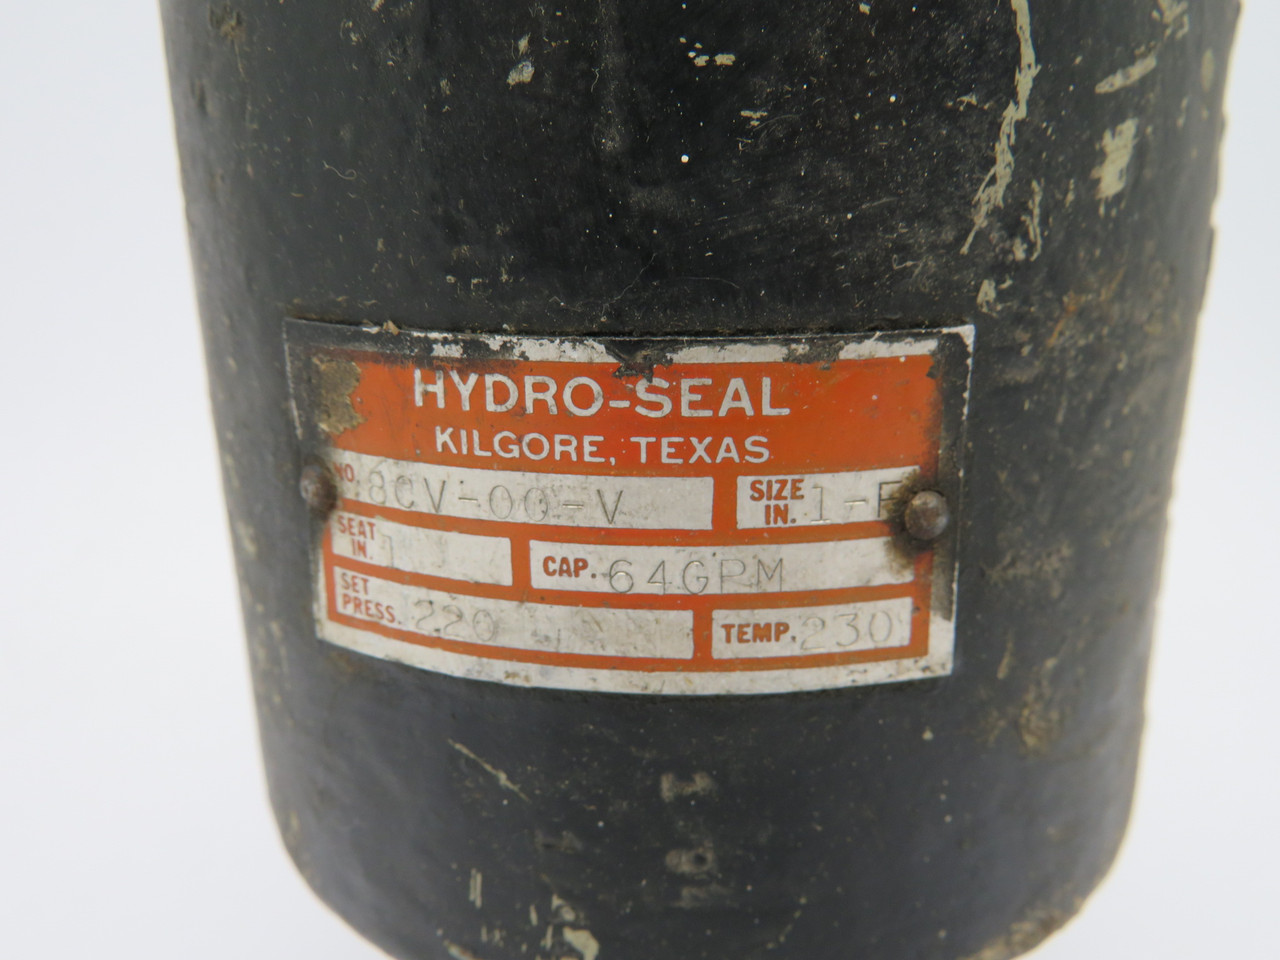 HYDRO-SEAL
KILGORE, TEXAS
NO. 8CV-00-V SIZE IN. 1-F
SEAT IN. 1 CAP. 64GPM
SET PRESS. 220 TEMP. 230